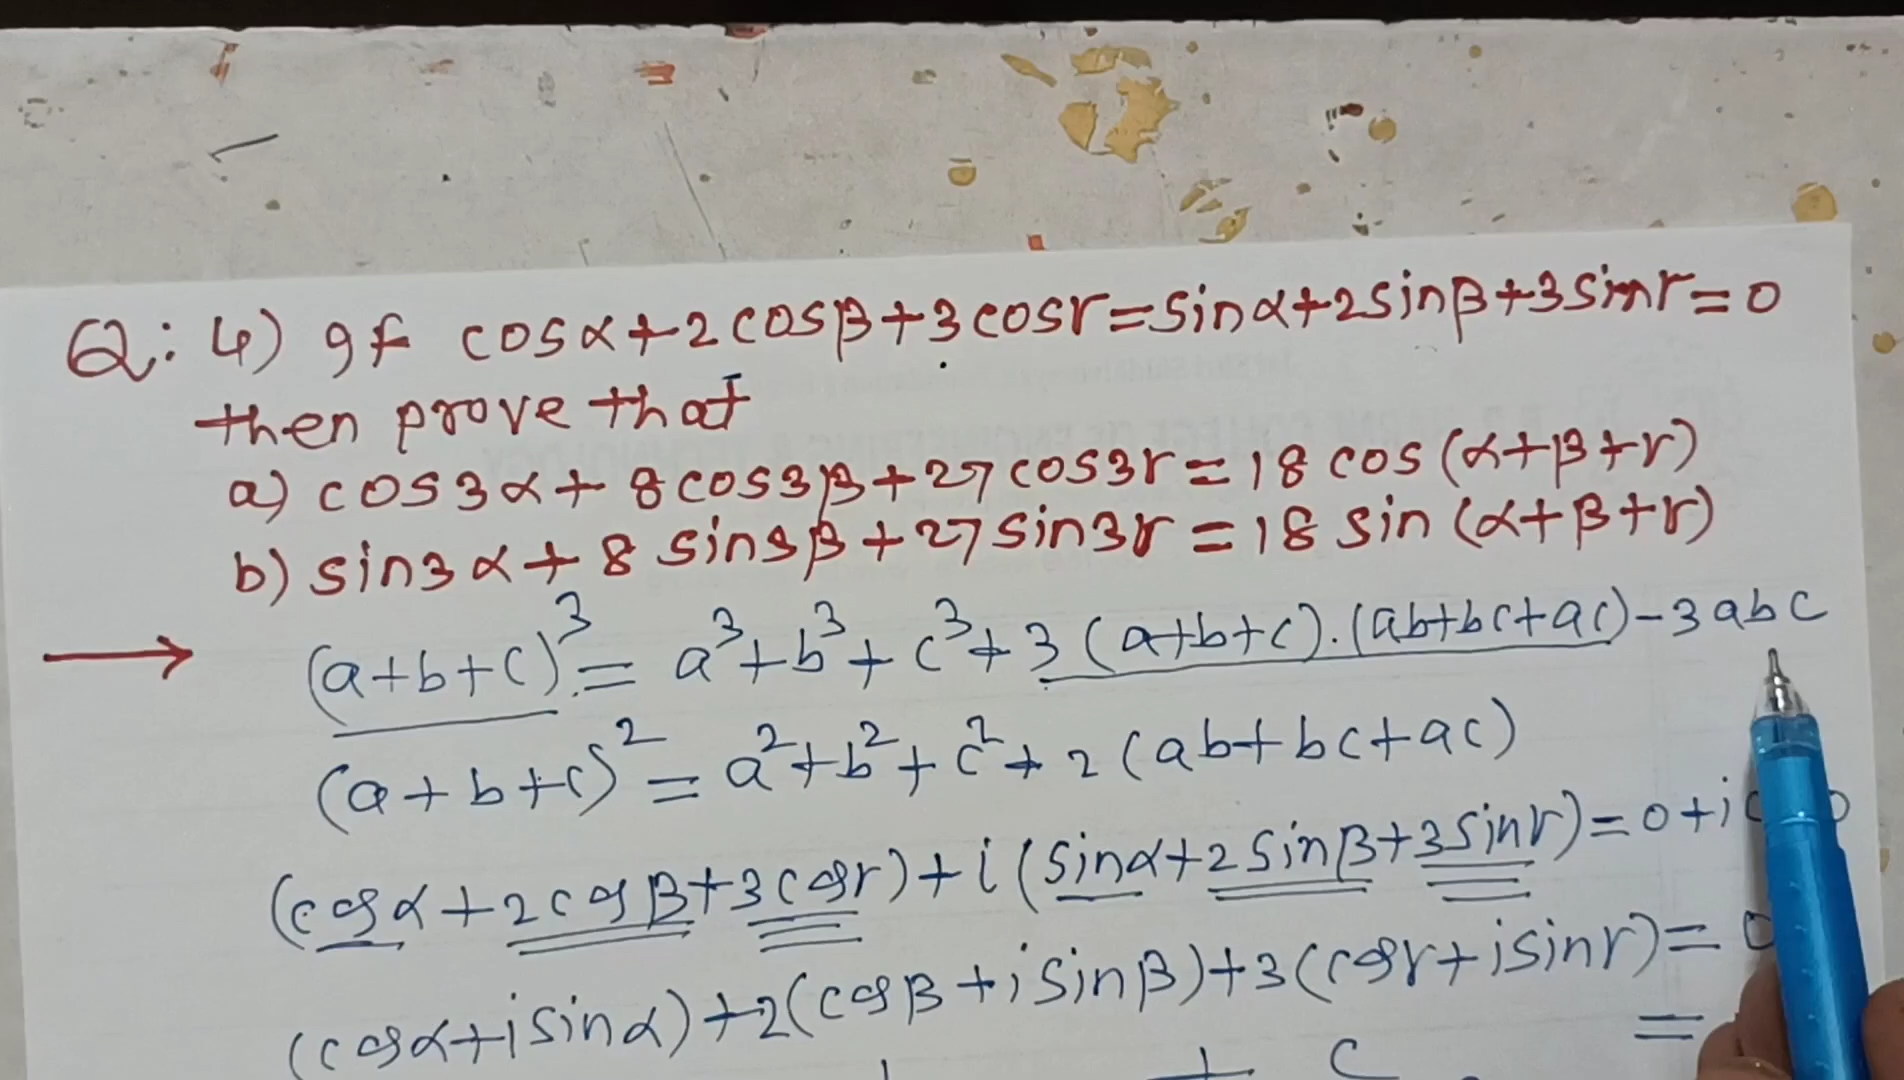 Q: 4) If cosα+2cosβ+3cosr=sinα+2sinβ+3sinr=0
then prove that
a) cos3α+8cos3β+27cos3r=18cos(α+β+r)
b) sin3α+8sin3β+27sin3r=18sin(α+β+r)
(a+b+c)³=a³+b³+c³+3(a+b+c).(ab+bc+ac)-3abc
(a+b+c)²=a²+b²+c²+2(ab+bc+ac)
(cosα+2cosβ+3cosr)+i(sinα+2sinβ+3sinr)=0+i
(cosα+isinα)+2(cosβ+isinβ)+3(cosr+isinr)=0
=
+ c